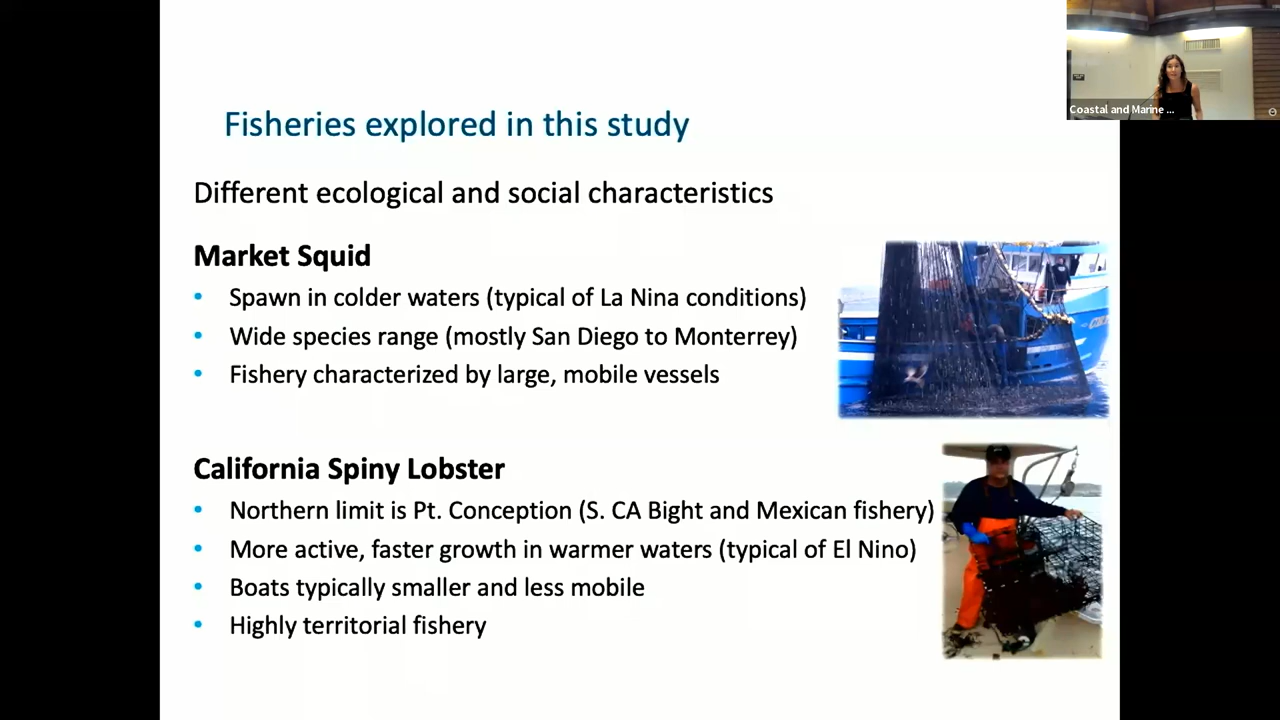 Coastal and Marine ...
Fisheries explored in this study
Different ecological and social characteristics
Market Squid
• Spawn in colder waters (typical of La Nina conditions)
• Wide species range (mostly San Diego to Monterrey)
• Fishery characterized by large, mobile vessels
California Spiny Lobster
• Northern limit is Pt. Conception (S. CA Bight and Mexican fishery)
• More active, faster growth in warmer waters (typical of El Nino)
• Boats typically smaller and less mobile
• Highly territorial fishery